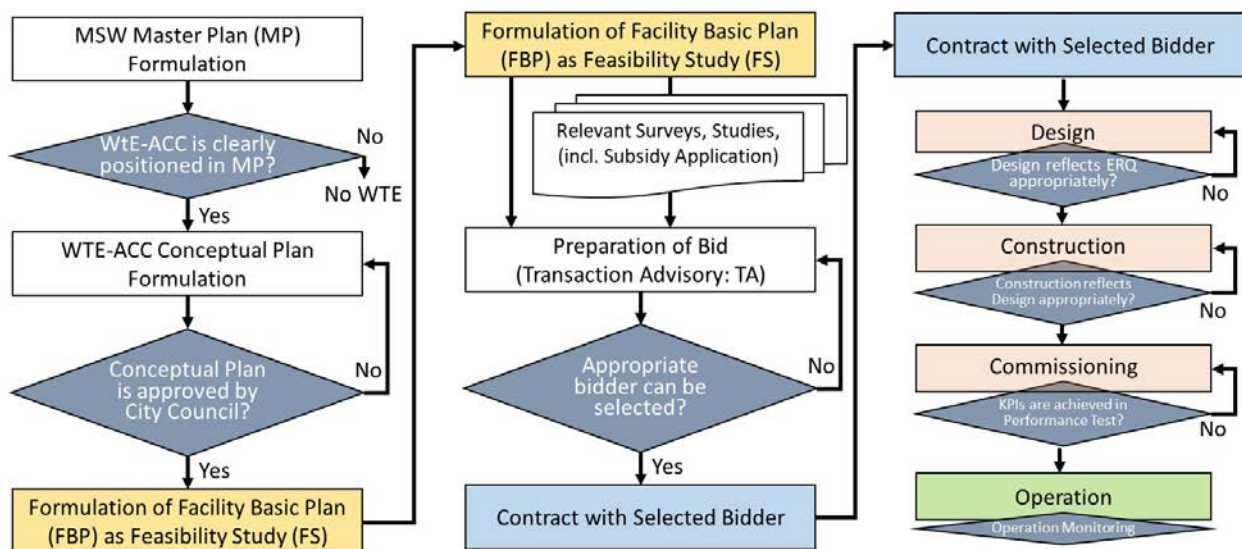 MSW Master Plan (MP)
Formulation
WtE-ACC is clearly
positioned in MP?
No
No WTE
Yes
WTE-ACC Conceptual Plan
Formulation
Conceptual Plan
is approved by
City Council?
No
Yes
Formulation of Facility Basic Plan
(FBP) as Feasibility Study (FS)
Formulation of Facility Basic Plan
(FBP) as Feasibility Study (FS)
Relevant Surveys, Studies,
(incl. Subsidy Application)
Preparation of Bid
(Transaction Advisory: TA)
Appropriate
bidder can be
selected?
No
Yes
Contract with Selected Bidder
Contract with Selected Bidder
Design
Design reflects ERQ
appropriately?
No
Construction
Construction reflects
Design appropriately?
No
Commissioning
KPIs are achieved in
Performance Test?
No
Operation
Operation Monitoring